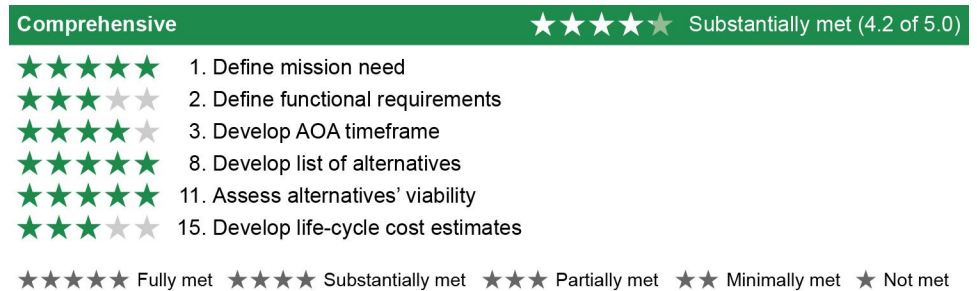 Comprehensive Substantially met (4.2 of 5.0)
1. Define mission need
2. Define functional requirements
3. Develop AOA timeframe
8. Develop list of alternatives
11. Assess alternatives’ viability
15. Develop life-cycle cost estimates
Fully met Substantially met Partially met Minimally met Not met